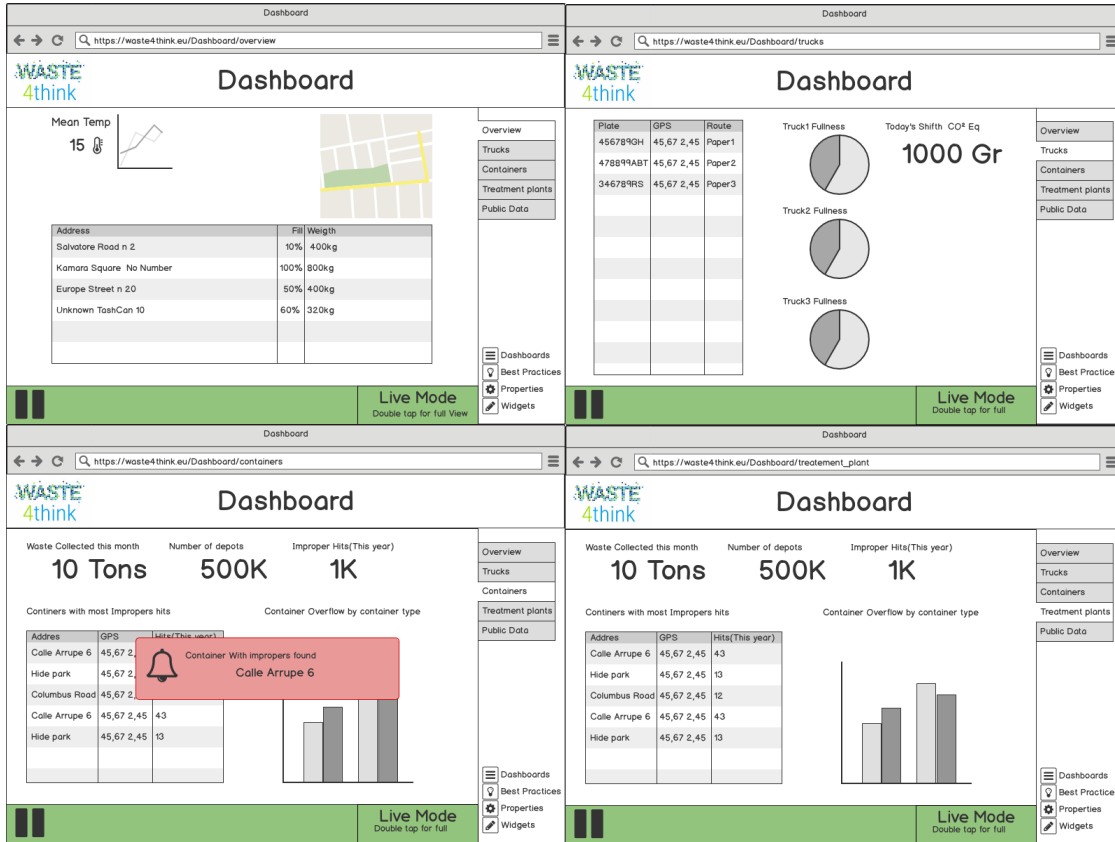 Dashboard
https://waste4think.eu/Dashboard/overview
WASTE
4think
Dashboard
Mean Temp
15
Overview
Trucks
Containers
Treatment plants
Public Data
Address Fill Weigth
Salvatore Road n 2 10% 400kg
Kamara Square No Number 100% 800kg
Europe Street n 20 50% 400kg
Unknown TashCan 10 60% 320kg
Dashboards
Best Practices
Properties
Widgets
Live Mode
Double tap for full View
Dashboard
https://waste4think.eu/Dashboard/trucks
WASTE
4think
Dashboard
Plate GPS Route
456789GH 45,67 2,45 Paper1
478899ABT 45,67 2,45 Paper2
346789RS 45,67 2,45 Paper3
Truck1 Fullness
Truck2 Fullness
Truck3 Fullness
Today's Shifth CO² Eq
1000 Gr
Overview
Trucks
Containers
Treatment plants
Public Data
Dashboards
Best Practice
Properties
Widgets
Live Mode
Double tap for full
Dashboard
https://waste4think.eu/Dashboard/containers
WASTE
4think
Dashboard
Waste Collected this month
10 Tons
Number of depots
500K
Improper Hits(This year)
1K
Overview
Trucks
Containers
Treatment plants
Public Data
Continers with most Impropers hits
Container Overflow by container type
Addres GPS Hits(This year)
Calle Arrupe 6 45,67 2,
Hide park 45,67 2,
Columbus Road 45,67 2,
Calle Arrupe 6 45,67 2,45 43
Hide park 45,67 2,45 13
Container With impropers found
Calle Arrupe 6
Dashboards
Best Practices
Properties
Widgets
Live Mode
Double tap for full
Dashboard
https://waste4think.eu/Dashboard/treatement_plant
WASTE
4think
Dashboard
Waste Collected this month
10 Tons
Number of depots
500K
Improper Hits(This year)
1K
Overview
Trucks
Containers
Treatment plants
Public Data
Continers with most Impropers hits
Container Overflow by container type
Addres GPS Hits(This year)
Calle Arrupe 6 45,67 2,45 43
Hide park 45,67 2,45 13
Columbus Road 45,67 2,45 12
Calle Arrupe 6 45,67 2,45 43
Hide park 45,67 2,45 13
Dashboards
Best Practice
Properties
Widgets
Live Mode
Double tap for full